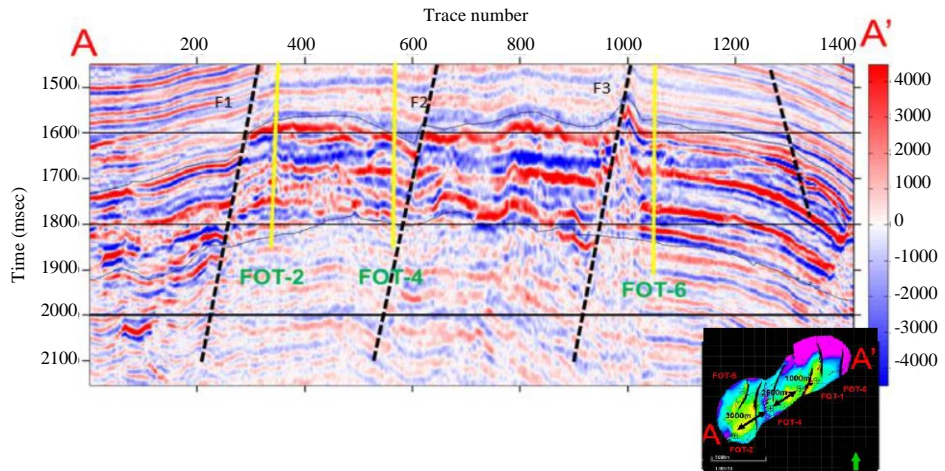 Trace number
A
200
400
600
800
1000
1200
1400
A'
Time (msec)
1500
1600
1700
1800
1900
2000
2100
F1
F2
F3
FOT-2
FOT-4
FOT-6
4000
3000
2000
1000
0
-1000
-2000
-3000
-4000
A'
1000m
FOT-5
FOT-6
FOT-1
3000m
FOT-4
A
FOT-2